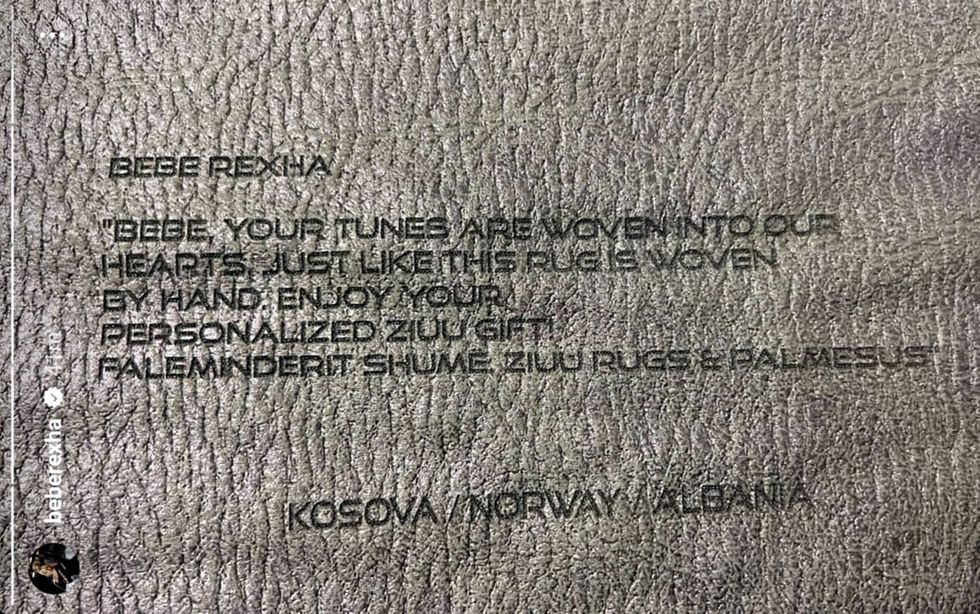 BEBE REXHA
"BEBE, YOUR TUNES ARE WOVEN INTO OUR
HEARTS, JUST LIKE THIS RUG IS WOVEN
BY HAND. ENJOY YOUR
PERSONALIZED ZIUU GIFT!
FALEMINDERIT SHUME, ZIUU RUGS & PALMESUS"
KOSOVA / NORWAY / ALBANIA
beberexha